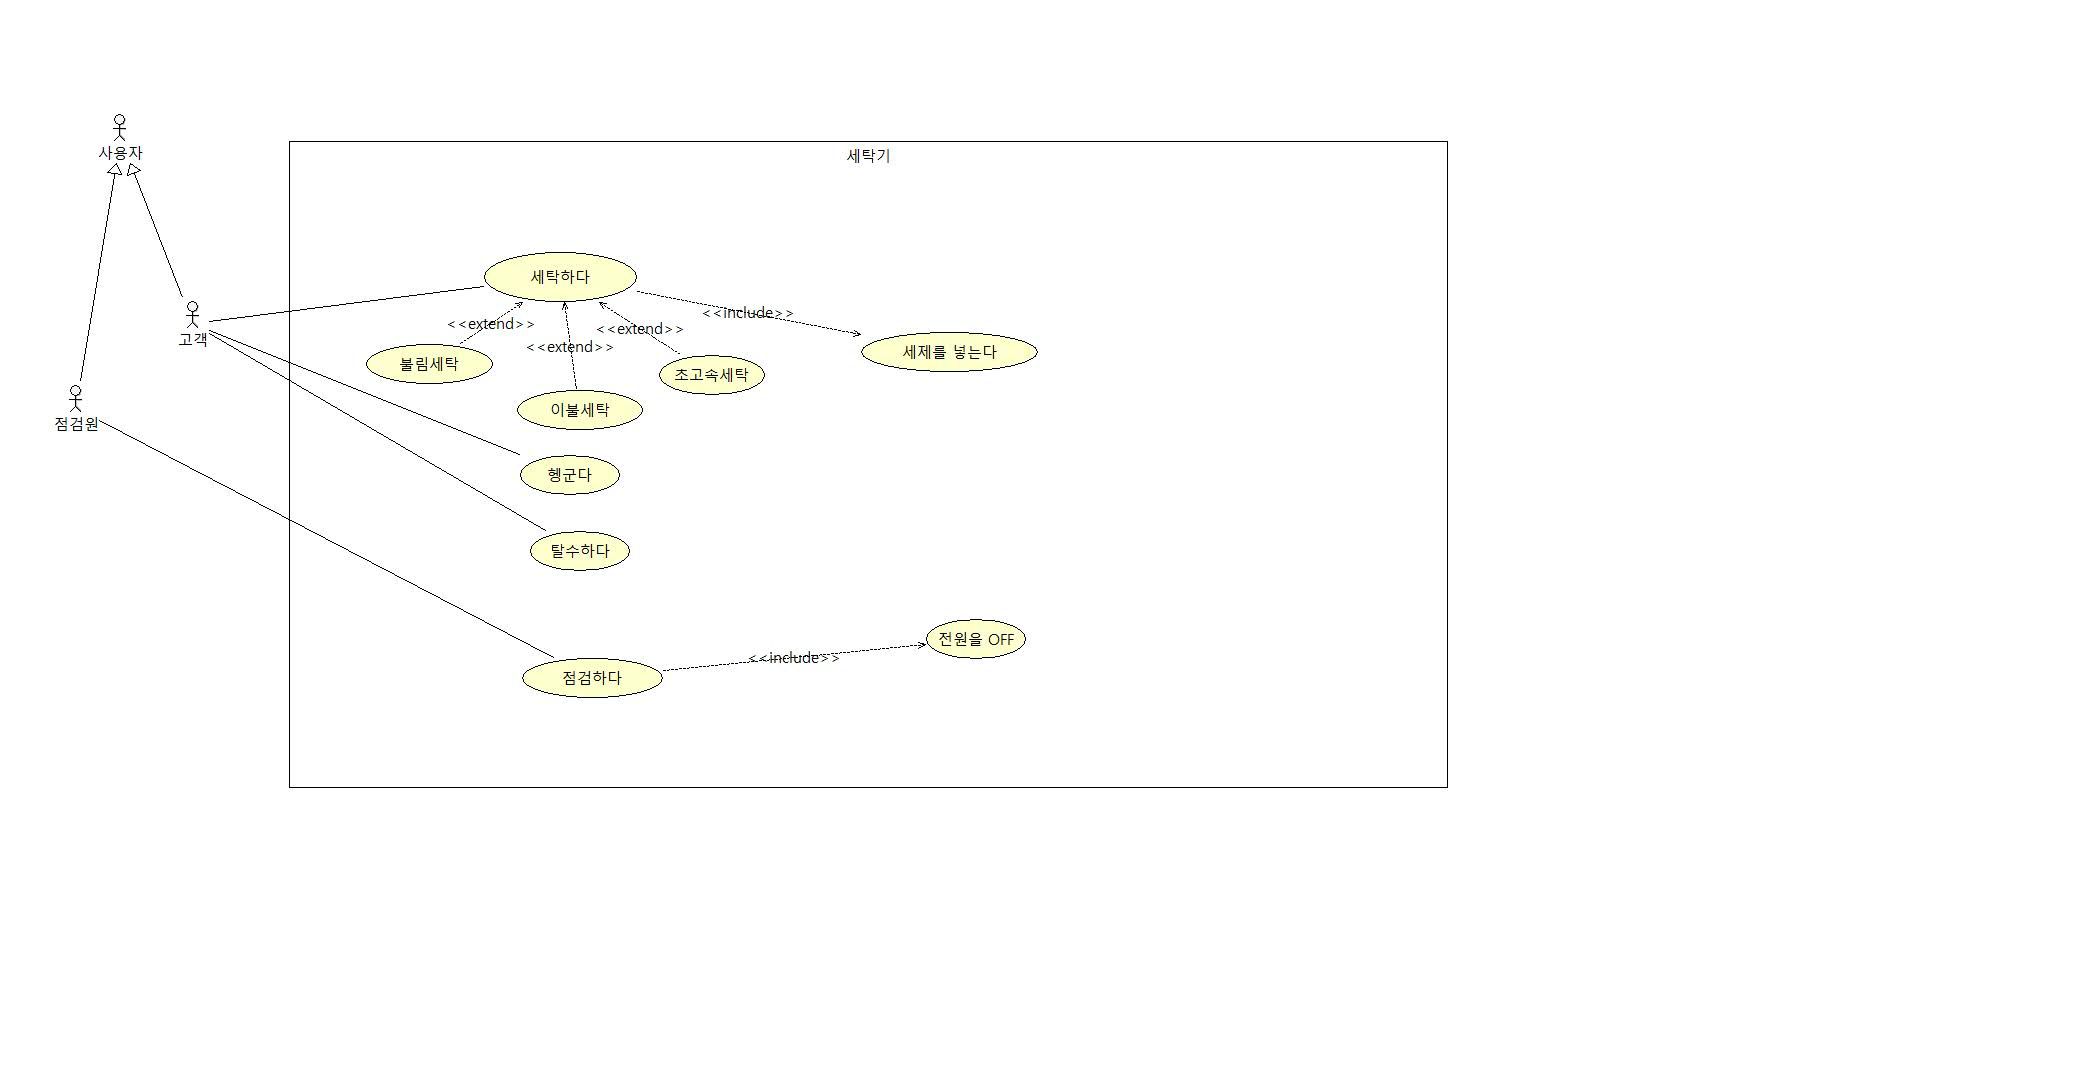 사용자
세탁기
세탁하다
<<include>>
<<extend>>
<<extend>>
고객
<<extend>>
세제를 넣는다
불림세탁
초고속세탁
이불세탁
점검원
헹군다
탈수하다
전원을 OFF
<<include>>
점검하다